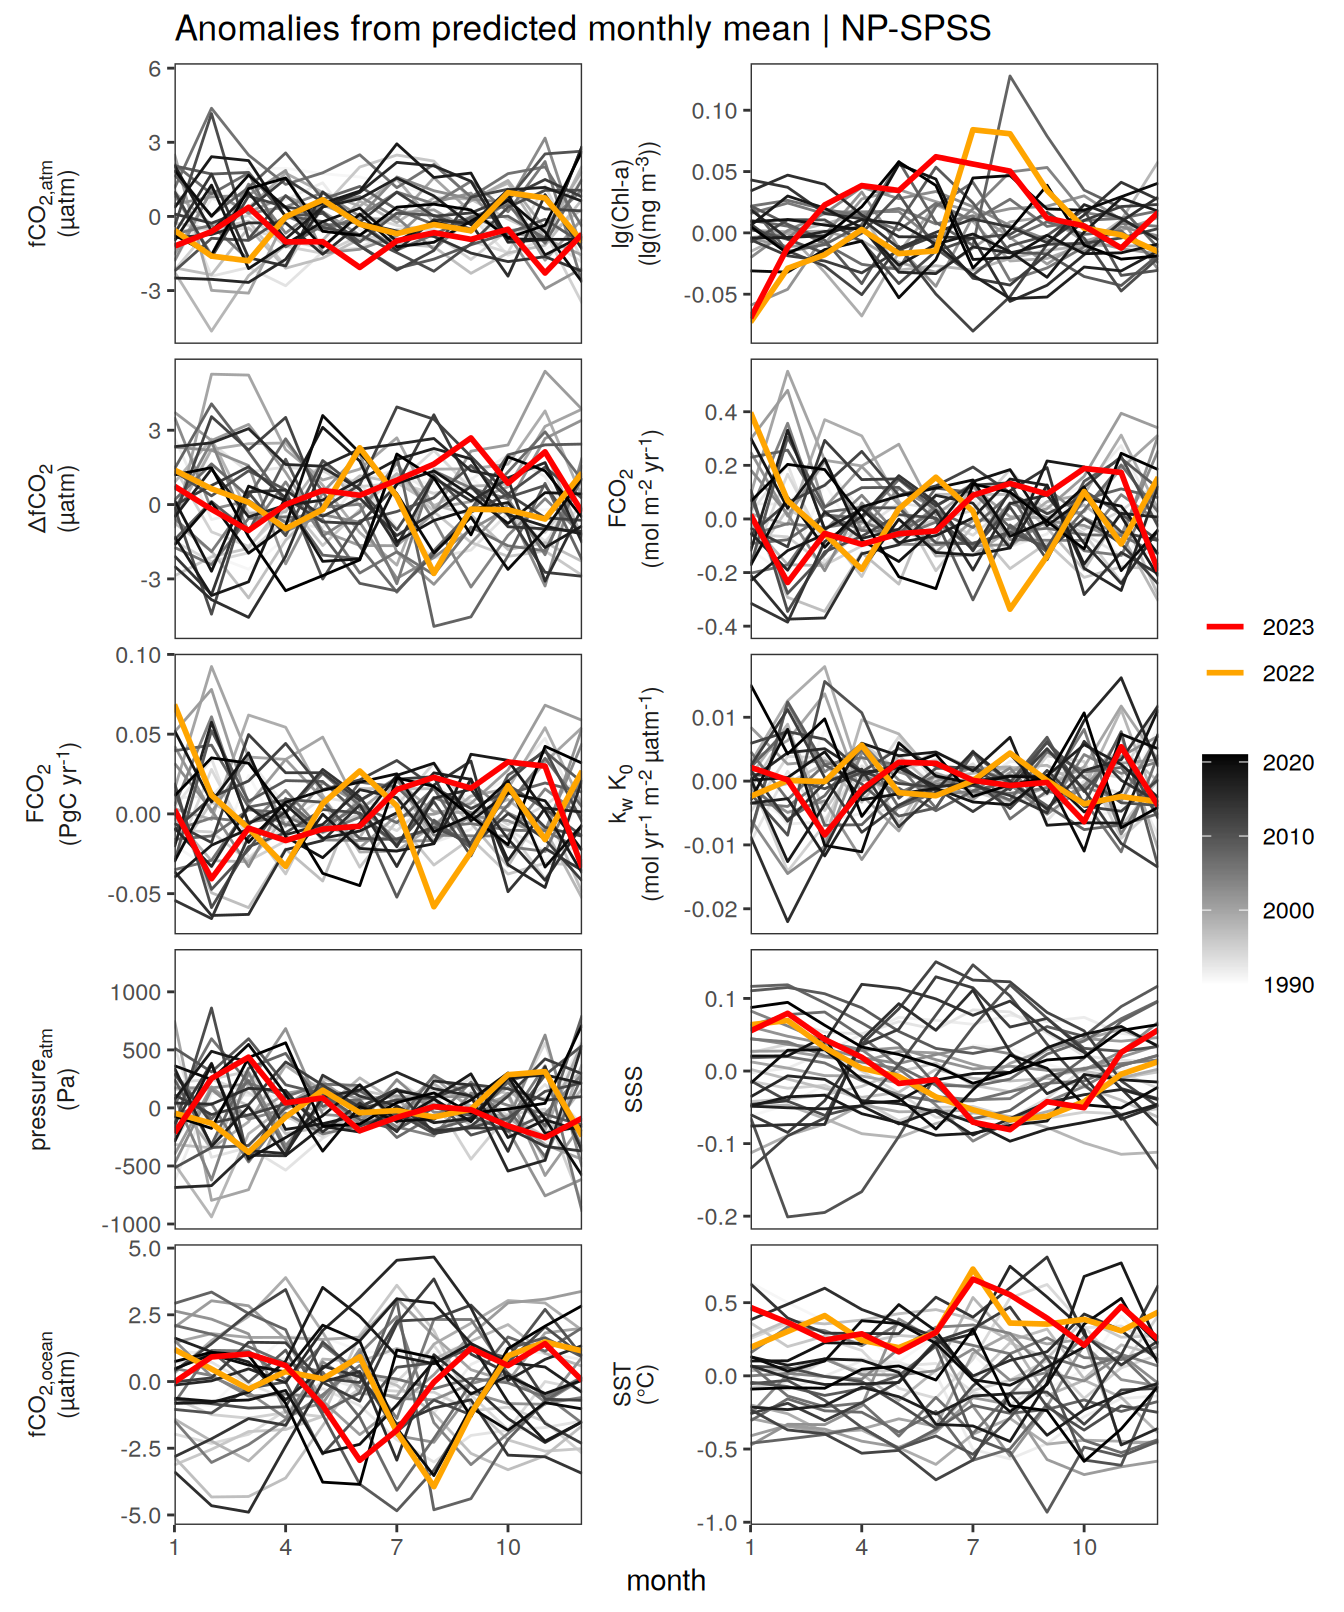 Anomalies from predicted monthly mean | NP-SPSS
fCO2,atm
(µatm)
6
3
0
-3
lg(Chl-a)
(lg(mg m-3))
0.10
0.05
0.00
-0.05
ΔfCO2
(µatm)
3
0
-3
FCO2
(mol m-2 yr-1)
0.4
0.2
0.0
-0.2
-0.4
FCO2
(PgC yr-1)
0.10
0.05
0.00
-0.05
kw K0
(mol yr-1 m-2 µatm-1)
0.01
0.00
-0.01
-0.02
pressureatm
(Pa)
1000
500
0
-500
-1000
SSS
0.1
0.0
-0.1
-0.2
fCO2,ocean
(µatm)
5.0
2.5
0.0
-2.5
-5.0
SST
(°C)
0.5
0.0
-0.5
-1.0
1 4 7 10
1 4 7 10
month
2023
2022
2020
2010
2000
1990